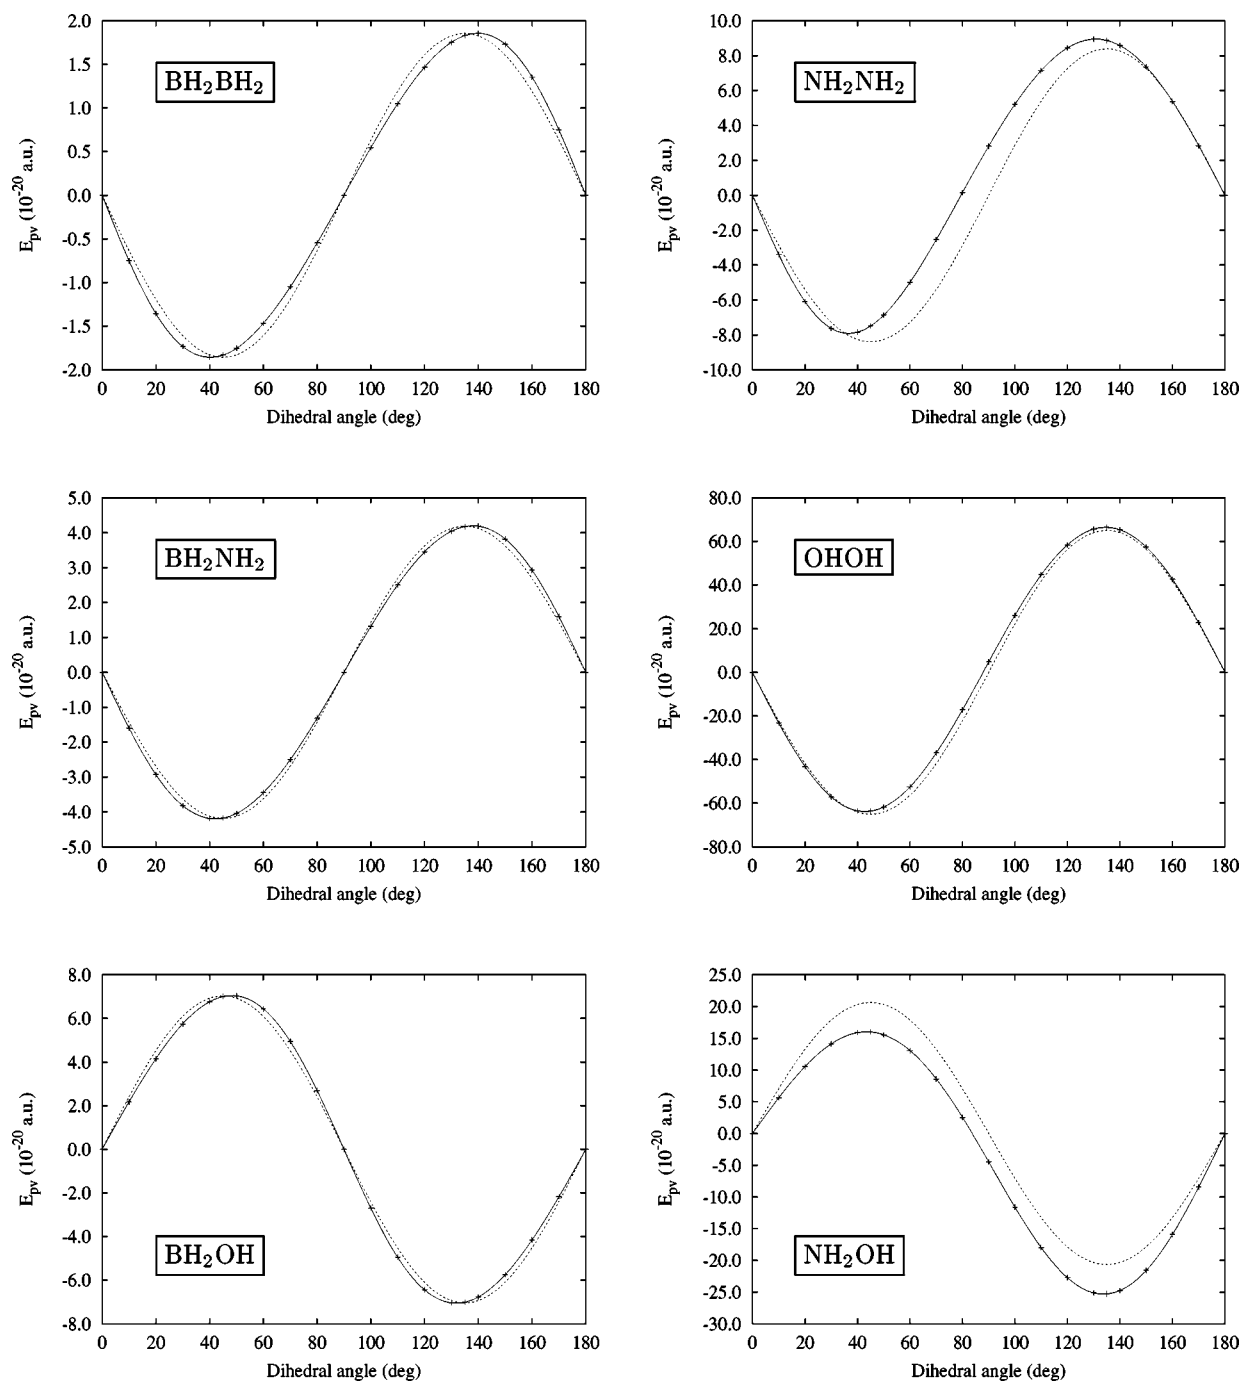 2.0
1.5
1.0
0.5
0.0
-0.5
-1.0
-1.5
-2.0
E_pv (10^-20 a.u.)
BH₂BH₂
0 20 40 60 80 100 120 140 160 180
Dihedral angle (deg)
10.0
8.0
6.0
4.0
2.0
0.0
-2.0
-4.0
-6.0
-8.0
-10.0
E_pv (10^-20 a.u.)
NH₂NH₂
0 20 40 60 80 100 120 140 160 180
Dihedral angle (deg)
5.0
4.0
3.0
2.0
1.0
0.0
-1.0
-2.0
-3.0
-4.0
-5.0
E_pv (10^-20 a.u.)
BH₂NH₂
0 20 40 60 80 100 120 140 160 180
Dihedral angle (deg)
80.0
60.0
40.0
20.0
0.0
-20.0
-40.0
-60.0
-80.0
E_pv (10^-20 a.u.)
OHOH
0 20 40 60 80 100 120 140 160 180
Dihedral angle (deg)
8.0
6.0
4.0
2.0
0.0
-2.0
-4.0
-6.0
-8.0
E_pv (10^-20 a.u.)
BH₂OH
0 20 40 60 80 100 120 140 160 180
Dihedral angle (deg)
25.0
20.0
15.0
10.0
5.0
0.0
-5.0
-10.0
-15.0
-20.0
-25.0
-30.0
E_pv (10^-20 a.u.)
NH₂OH
0 20 40 60 80 100 120 140 160 180
Dihedral angle (deg)